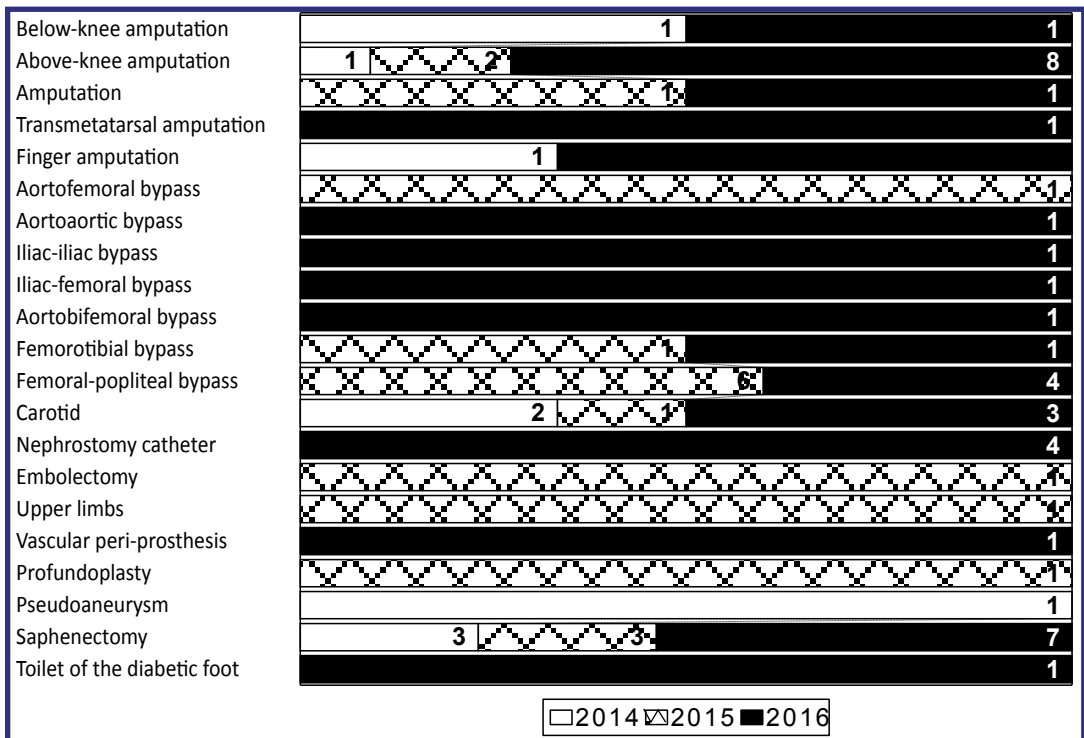 Below-knee amputation 1 1
Above-knee amputation 1 2 8
Amputation 1 1
Transmetatarsal amputation 1
Finger amputation 1
Aortofemoral bypass 1
Aortoaortic bypass 1
Iliac-iliac bypass 1
Iliac-femoral bypass 1
Aortobifemoral bypass 1
Femorotibial bypass 1 1
Femoral-popliteal bypass 6 4
Carotid 2 1 3
Nephrostomy catheter 4
Embolectomy 1
Upper limbs 1
Vascular peri-prosthesis 1
Profundoplasty 1
Pseudoaneurysm 1
Saphenectomy 3 3 7
Toilet of the diabetic foot 1
2014 2015 2016